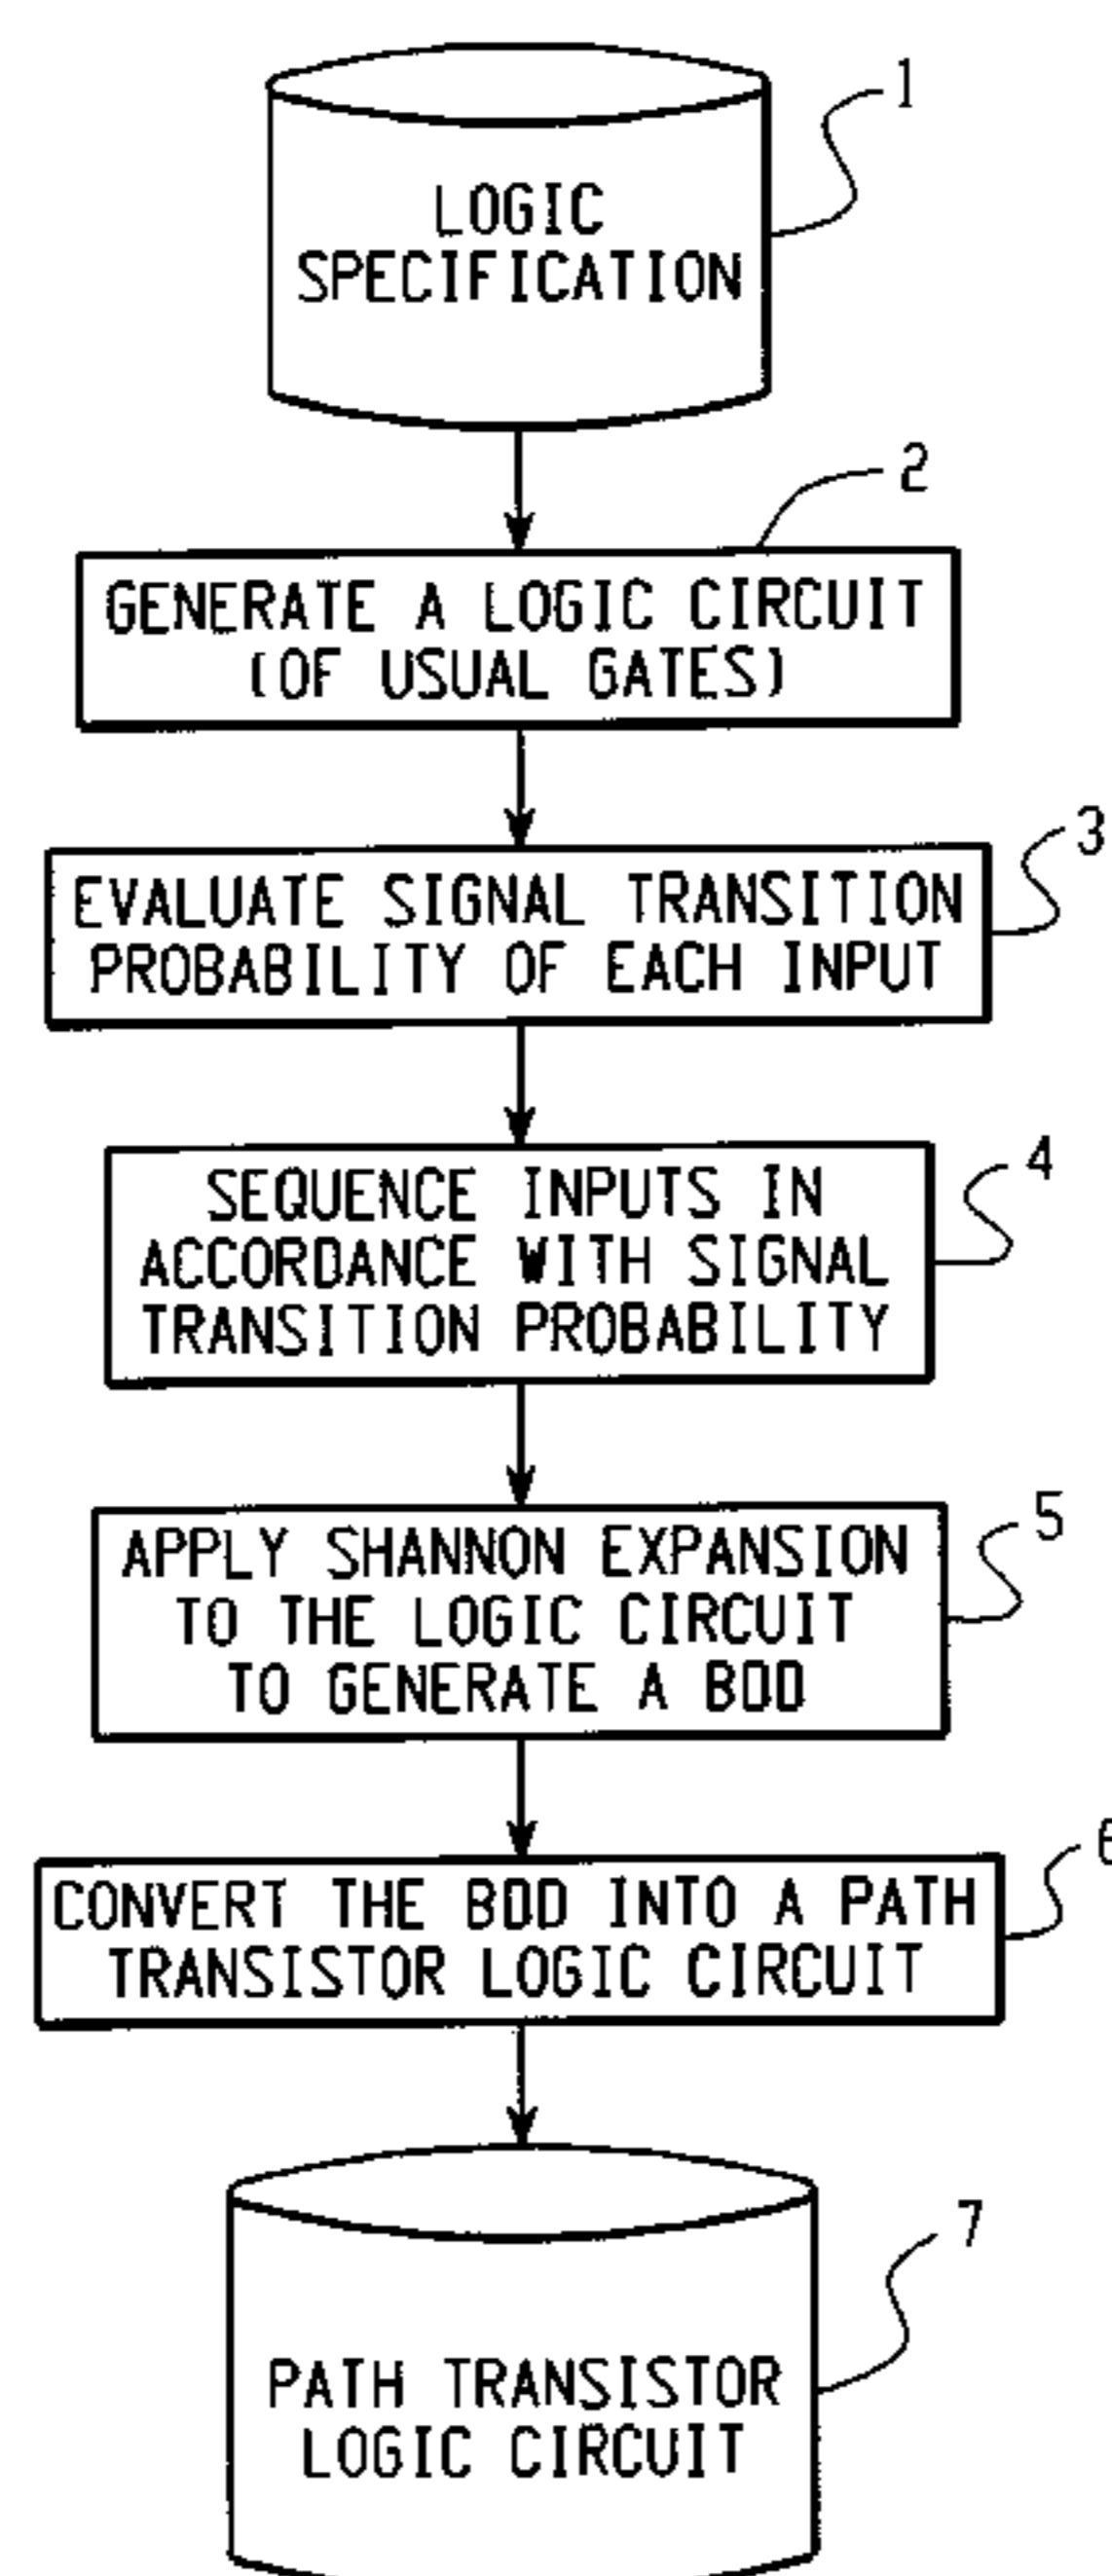 1
LOGIC
SPECIFICATION
2
GENERATE A LOGIC CIRCUIT
(OF USUAL GATES)
3
EVALUATE SIGNAL TRANSITION
PROBABILITY OF EACH INPUT
4
SEQUENCE INPUTS IN
ACCORDANCE WITH SIGNAL
TRANSITION PROBABILITY
5
APPLY SHANNON EXPANSION
TO THE LOGIC CIRCUIT
TO GENERATE A BDD
6
CONVERT THE BDD INTO A PATH
TRANSISTOR LOGIC CIRCUIT
7
PATH TRANSISTOR
LOGIC CIRCUIT